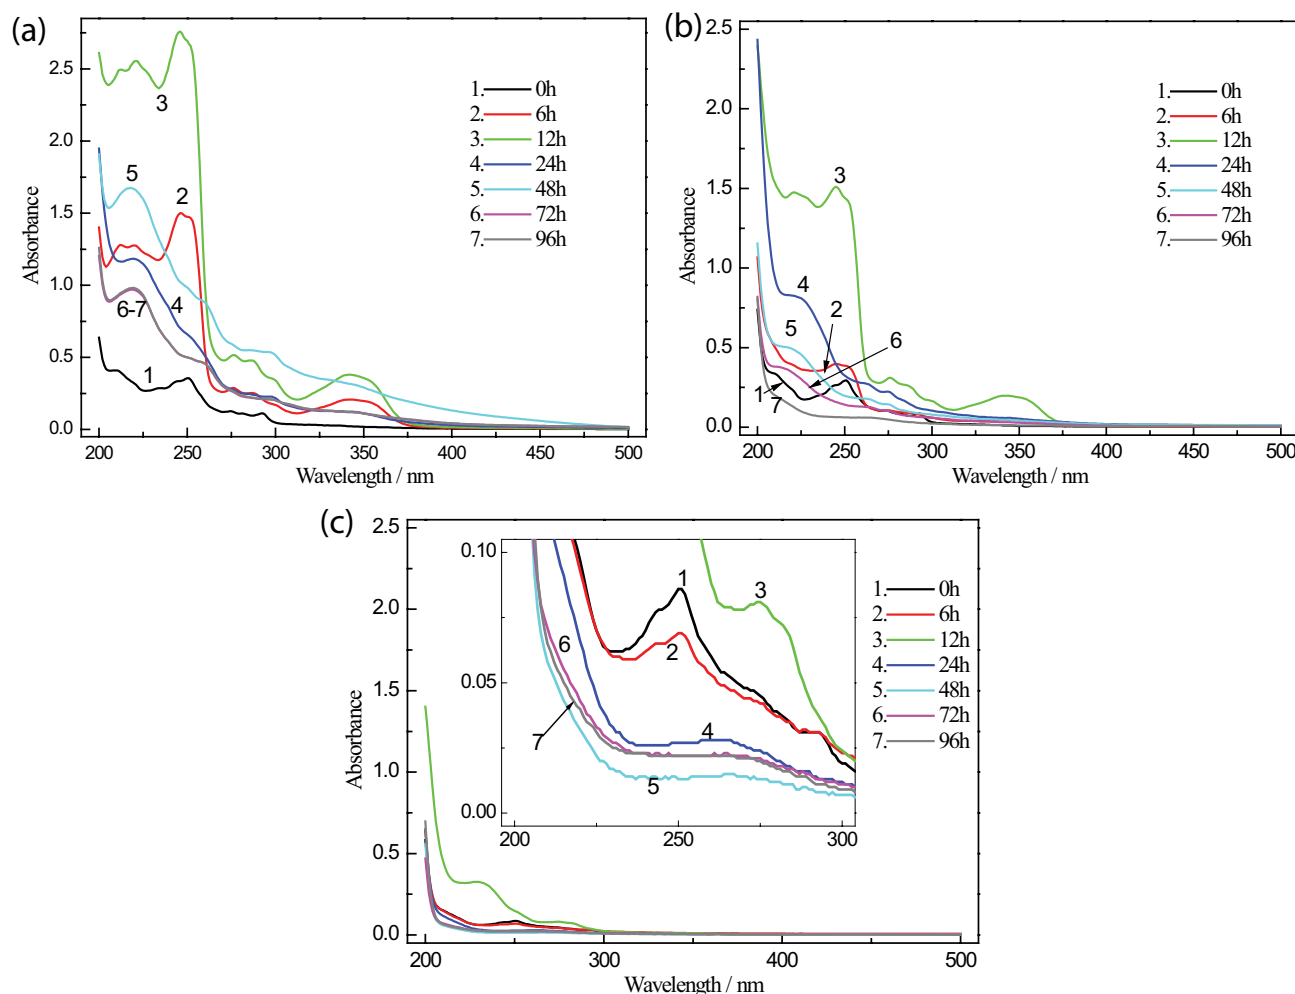 (a)
2.5
2.0
1.5
1.0
0.5
0.0
Absorbance
200 250 300 350 400 450 500
Wavelength / nm
1. 0h
2. 6h
3. 12h
4. 24h
5. 48h
6. 72h
7. 96h
3
5
2
4
6-7
1
(b)
2.5
2.0
1.5
1.0
0.5
0.0
Absorbance
200 250 300 350 400 450 500
Wavelength / nm
1. 0h
2. 6h
3. 12h
4. 24h
5. 48h
6. 72h
7. 96h
3
4
2
5
6
1
7
(c)
2.5
2.0
1.5
1.0
0.5
0.0
Absorbance
200 300 400 500
Wavelength / nm
0.10
0.05
0.00
200 250 300
1
3
2
6
4
7
5
1. 0h
2. 6h
3. 12h
4. 24h
5. 48h
6. 72h
7. 96h